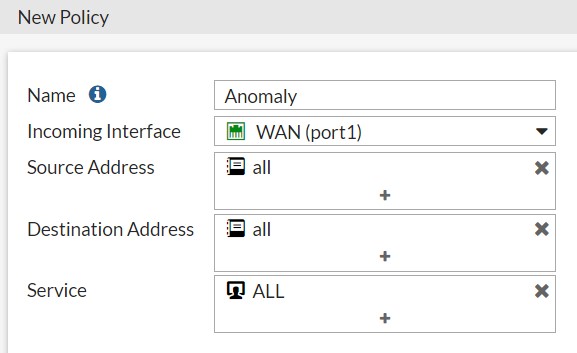 New Policy
Name Anomaly
Incoming Interface WAN (port1)
Source Address all
Destination Address all
Service ALL